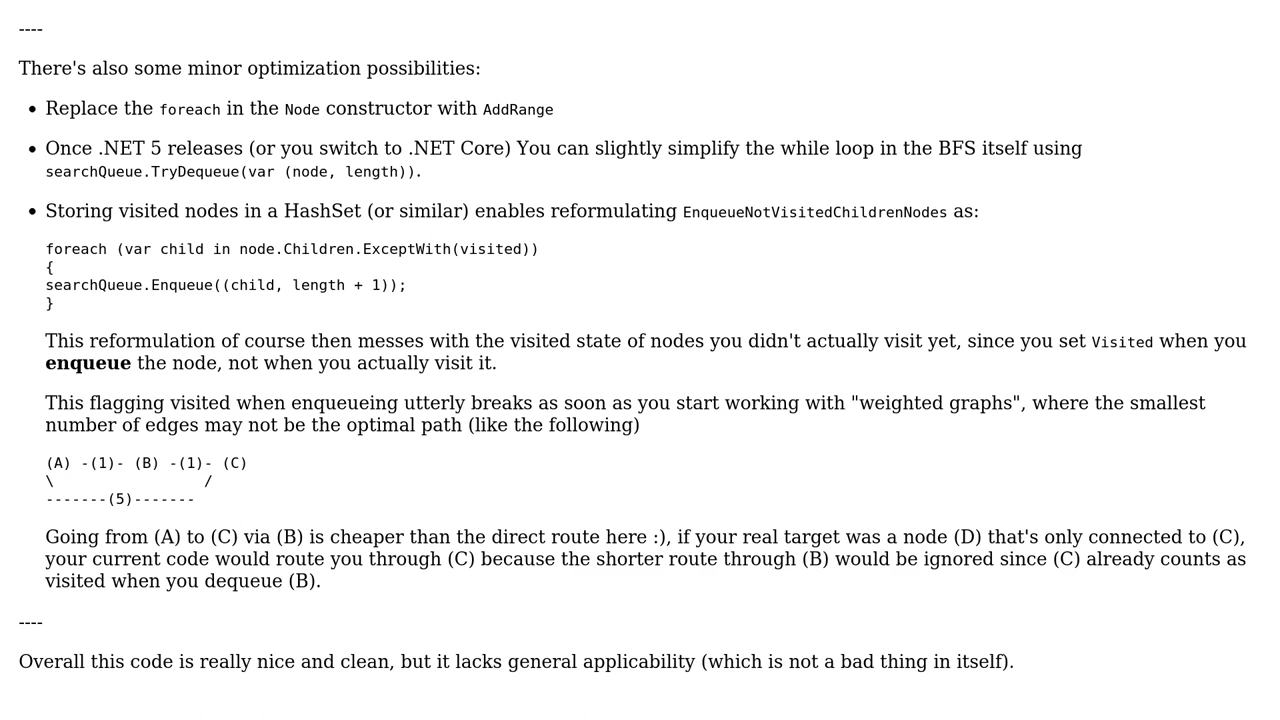 ----
There's also some minor optimization possibilities:
• Replace the foreach in the Node constructor with AddRange
• Once .NET 5 releases (or you switch to .NET Core) You can slightly simplify the while loop in the BFS itself using
searchQueue.TryDequeue(var (node, length)).
• Storing visited nodes in a HashSet (or similar) enables reformulating EnqueueNotVisitedChildrenNodes as:
foreach (var child in node.Children.ExceptWith(visited))
{
searchQueue.Enqueue((child, length + 1));
}
This reformulation of course then messes with the visited state of nodes you didn't actually visit yet, since you set Visited when you
enqueue the node, not when you actually visit it.
This flagging visited when enqueueing utterly breaks as soon as you start working with "weighted graphs", where the smallest
number of edges may not be the optimal path (like the following)
(A) -(1)- (B) -(1)- (C)
\                  /
-------(5)-------
Going from (A) to (C) via (B) is cheaper than the direct route here :), if your real target was a node (D) that's only connected to (C),
your current code would route you through (C) because the shorter route through (B) would be ignored since (C) already counts as
visited when you dequeue (B).
----
Overall this code is really nice and clean, but it lacks general applicability (which is not a bad thing in itself).